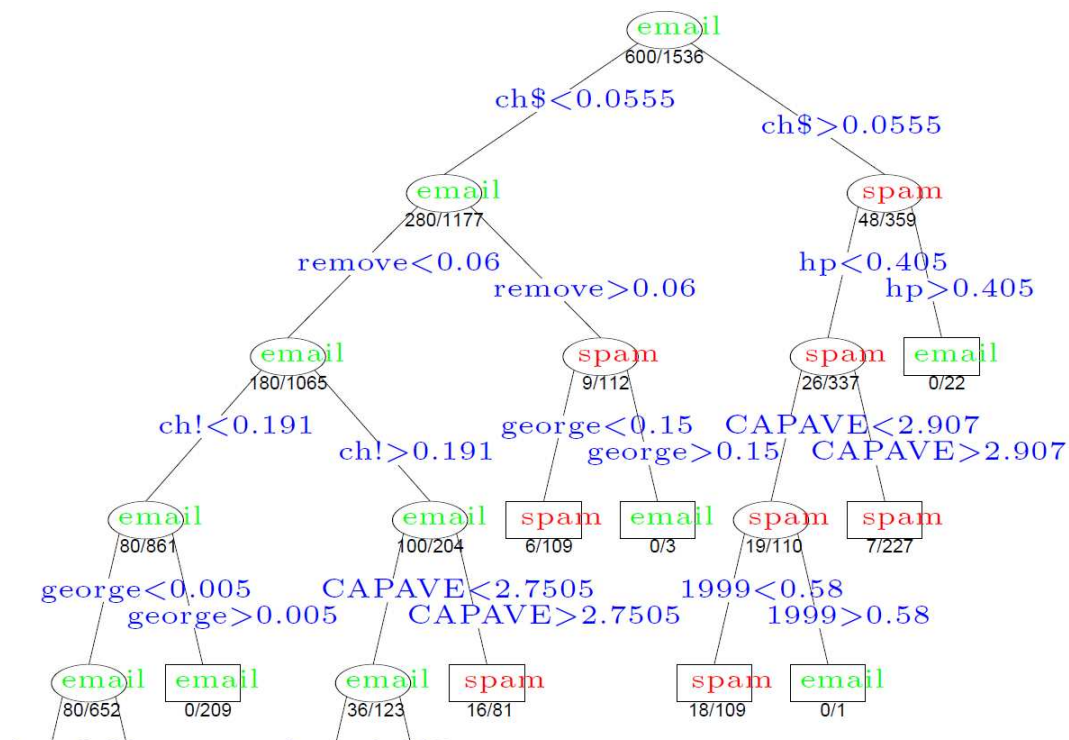 email
600/1536
ch$<0.0555
ch$>0.0555
email
280/1177
spam
48/359
remove<0.06
remove>0.06
hp<0.405
hp>0.405
email
180/1065
spam
9/112
spam
26/337
email
0/22
ch!<0.191
ch!>0.191
george<0.15
george>0.15
CAPAVE<2.907
CAPAVE>2.907
email
80/861
email
100/204
spam
6/109
email
0/3
spam
19/110
spam
7/227
george<0.005
george>0.005
CAPAVE<2.7505
CAPAVE>2.7505
1999<0.58
1999>0.58
email
80/652
email
0/209
email
36/123
spam
16/81
spam
18/109
email
0/1